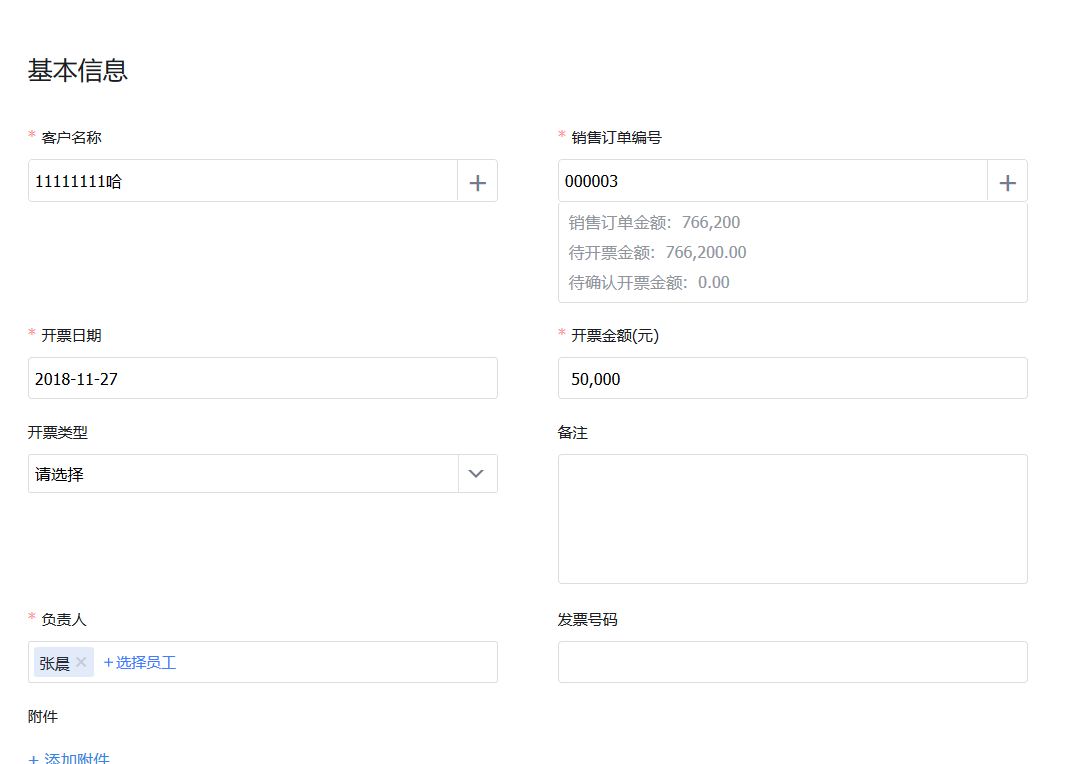 基本信息
* 客户名称
11111111哈
* 销售订单编号
000003
销售订单金额：766,200
待开票金额：766,200.00
待确认开票金额：0.00
* 开票日期
2018-11-27
* 开票金额(元)
50,000
开票类型
请选择
备注
* 负责人
张晨 × +选择员工
发票号码
附件
+ 添加附件